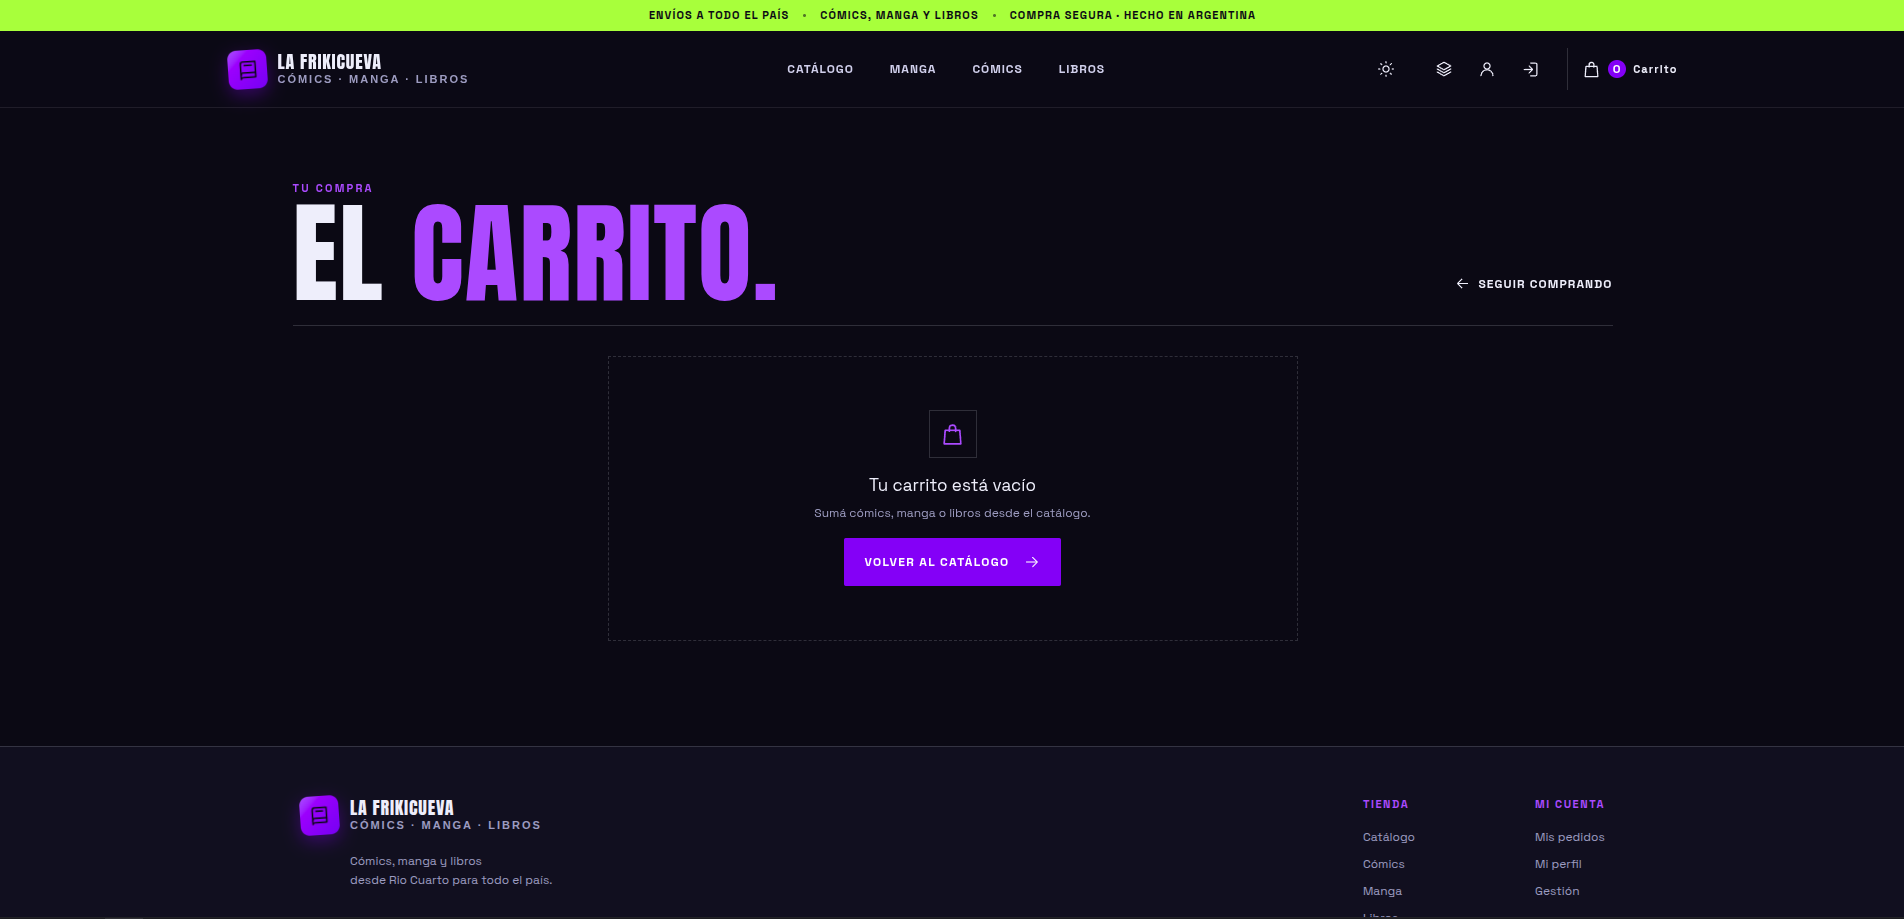 ENVÍOS A TODO EL PAÍS • CÓMICS, MANGA Y LIBROS • COMPRA SEGURA · HECHO EN ARGENTINA
LA FRIKICUEVA
CÓMICS · MANGA · LIBROS
CATÁLOGO MANGA CÓMICS LIBROS
0 Carrito
TU COMPRA
EL CARRITO.
← SEGUIR COMPRANDO
Tu carrito está vacío
Sumá cómics, manga o libros desde el catálogo.
VOLVER AL CATÁLOGO →
LA FRIKICUEVA
CÓMICS · MANGA · LIBROS
Cómics, manga y libros
desde Río Cuarto para todo el país.
TIENDA
Catálogo
Cómics
Manga
Libros
MI CUENTA
Mis pedidos
Mi perfil
Gestión